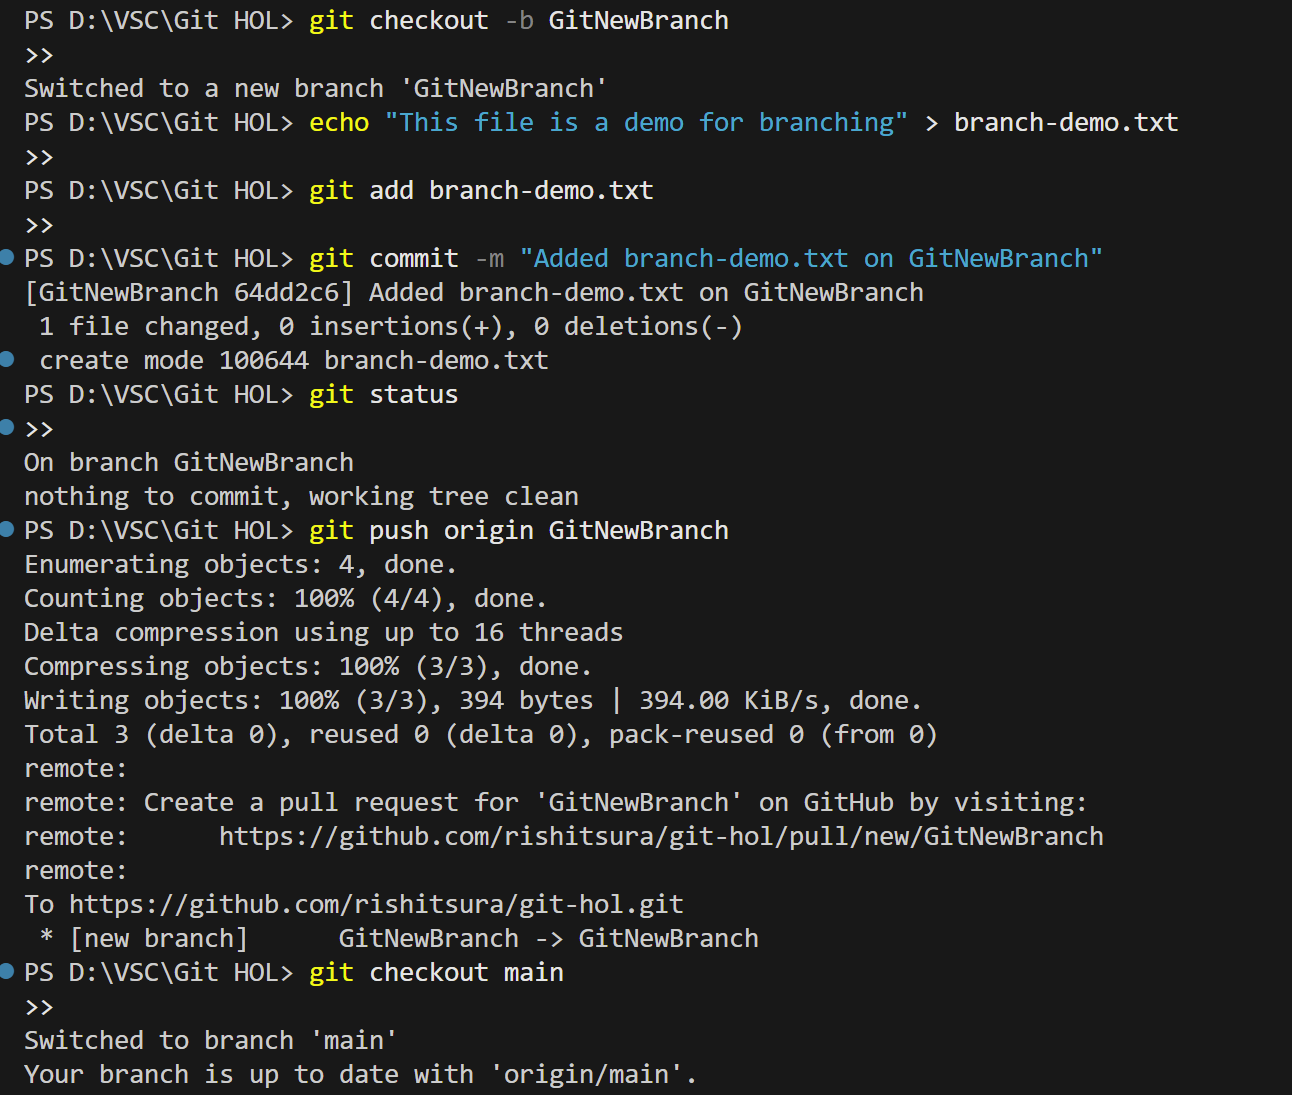 PS D:\VSC\Git HOL> git checkout -b GitNewBranch
>>
Switched to a new branch 'GitNewBranch'
PS D:\VSC\Git HOL> echo "This file is a demo for branching" > branch-demo.txt
>>
PS D:\VSC\Git HOL> git add branch-demo.txt
>>
PS D:\VSC\Git HOL> git commit -m "Added branch-demo.txt on GitNewBranch"
[GitNewBranch 64dd2c6] Added branch-demo.txt on GitNewBranch
 1 file changed, 0 insertions(+), 0 deletions(-)
 create mode 100644 branch-demo.txt
PS D:\VSC\Git HOL> git status
>>
On branch GitNewBranch
nothing to commit, working tree clean
PS D:\VSC\Git HOL> git push origin GitNewBranch
Enumerating objects: 4, done.
Counting objects: 100% (4/4), done.
Delta compression using up to 16 threads
Compressing objects: 100% (3/3), done.
Writing objects: 100% (3/3), 394 bytes | 394.00 KiB/s, done.
Total 3 (delta 0), reused 0 (delta 0), pack-reused 0 (from 0)
remote:
remote: Create a pull request for 'GitNewBranch' on GitHub by visiting:
remote:      https://github.com/rishitsura/git-hol/pull/new/GitNewBranch
remote:
To https://github.com/rishitsura/git-hol.git
 * [new branch]      GitNewBranch -> GitNewBranch
PS D:\VSC\Git HOL> git checkout main
>>
Switched to branch 'main'
Your branch is up to date with 'origin/main'.